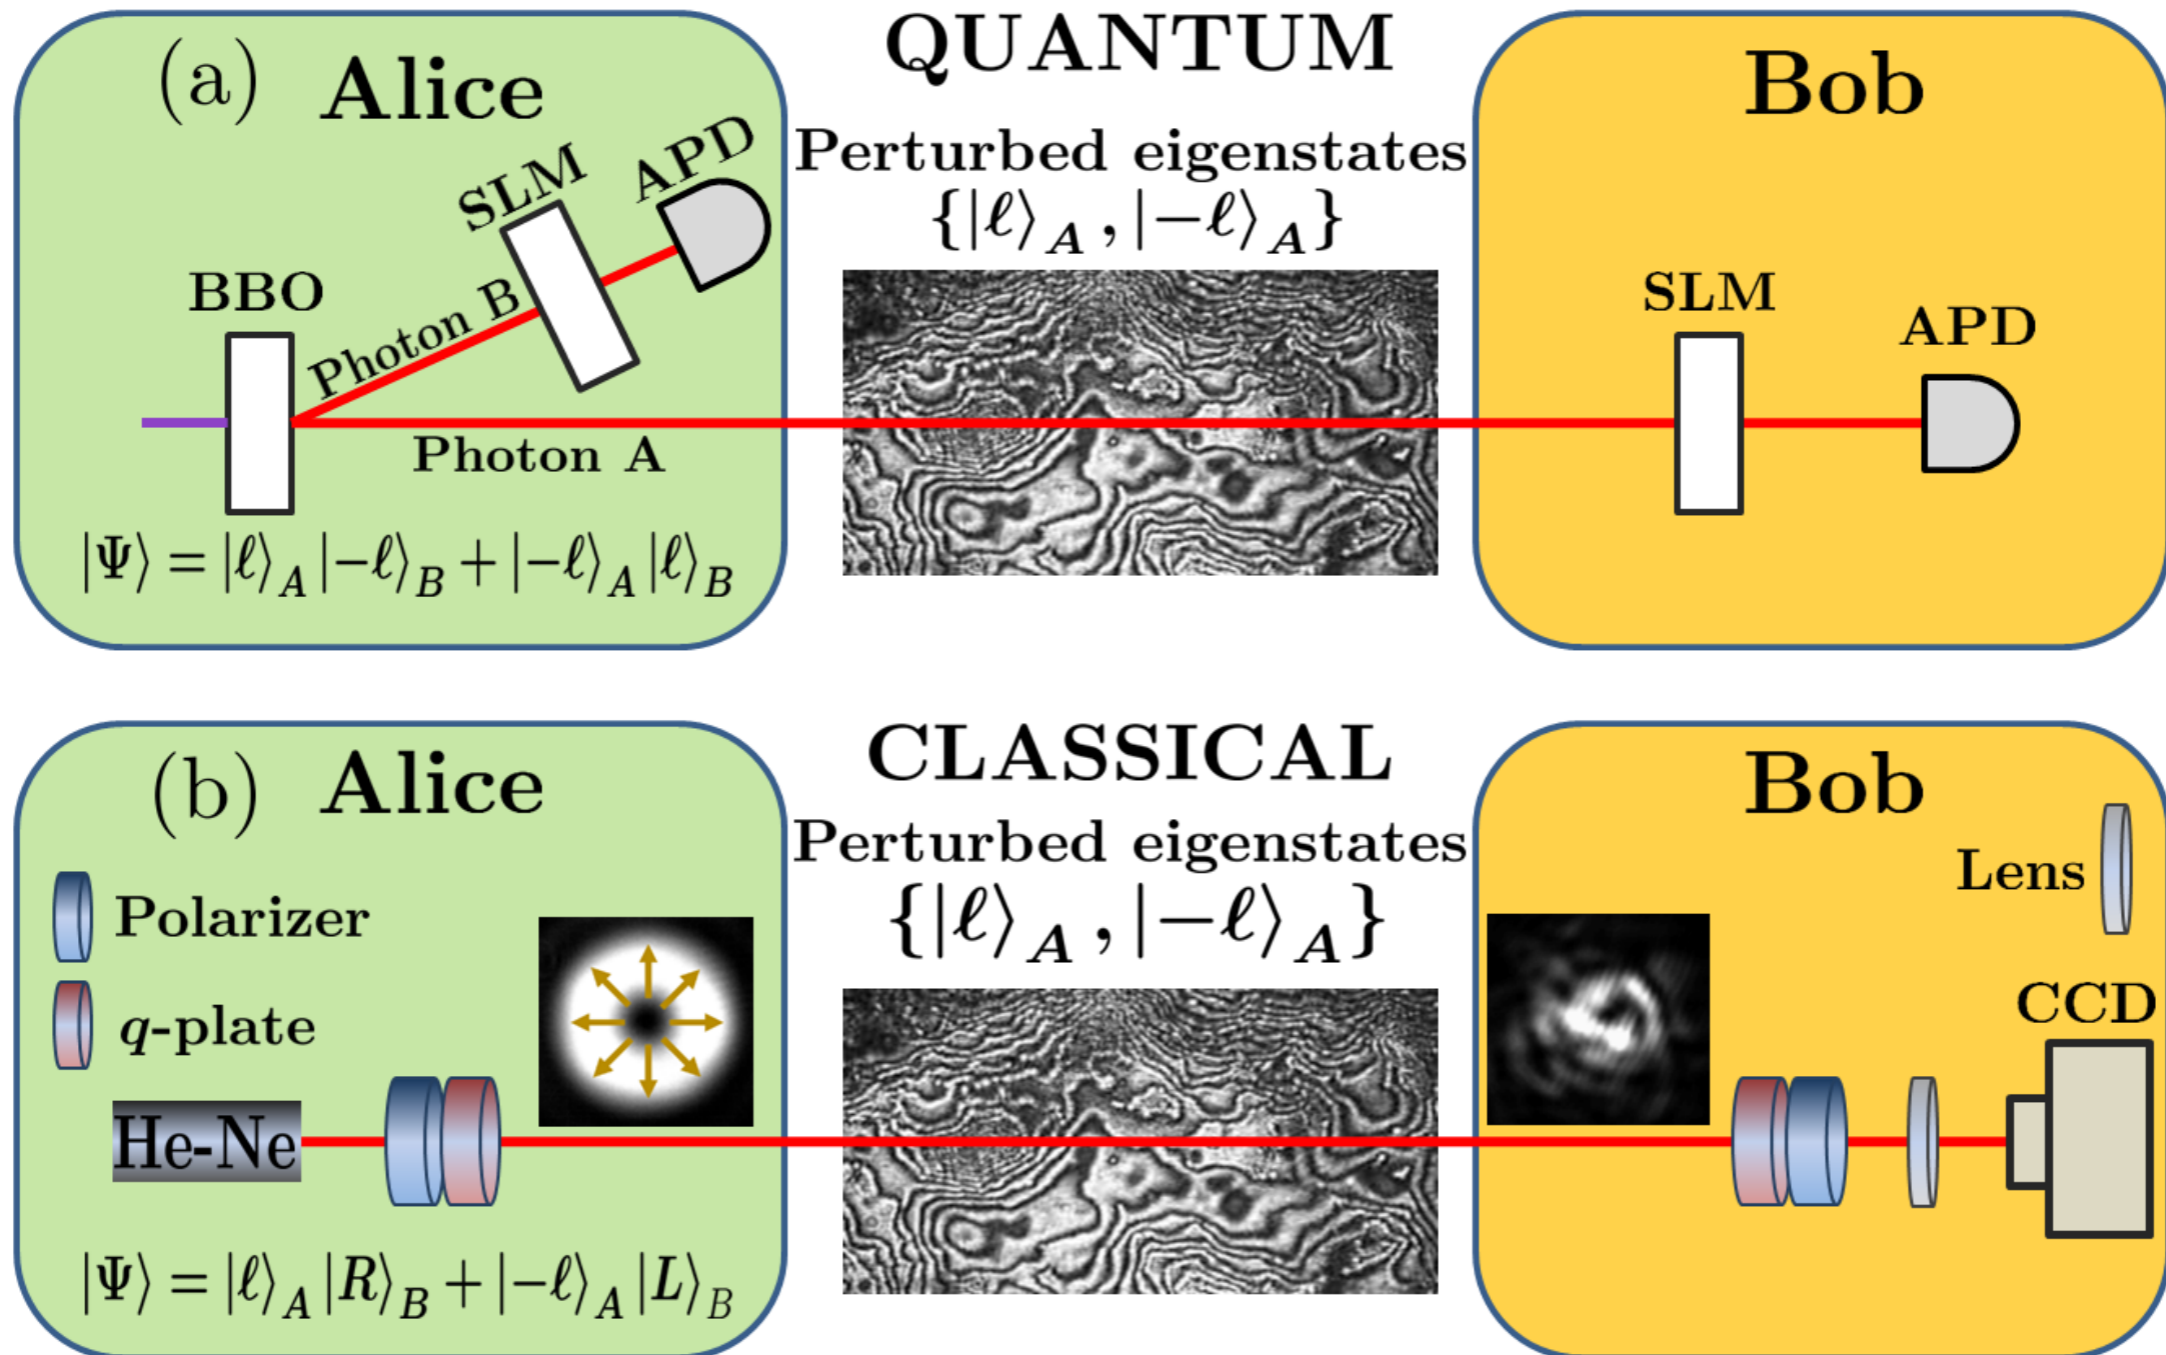 (a) Alice
QUANTUM
Bob
Perturbed eigenstates
{|ℓ⟩_A , |−ℓ⟩_A}
SLM
APD
BBO
Photon B
Photon A
|Ψ⟩ = |ℓ⟩_A |−ℓ⟩_B + |−ℓ⟩_A |ℓ⟩_B
SLM
APD
(b) Alice
CLASSICAL
Bob
Perturbed eigenstates
{|ℓ⟩_A , |−ℓ⟩_A}
Polarizer
q-plate
He-Ne
|Ψ⟩ = |ℓ⟩_A |R⟩_B + |−ℓ⟩_A |L⟩_B
Lens
CCD